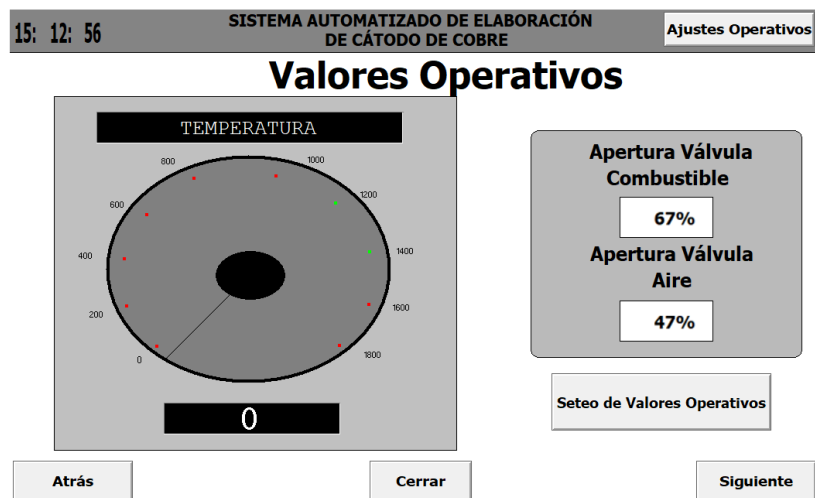 15: 12: 56
SISTEMA AUTOMATIZADO DE ELABORACIÓN
DE CÁTODO DE COBRE
Ajustes Operativos
Valores Operativos
TEMPERATURA
0
200
400
600
800
1000
1200
1400
1600
1800
0
Apertura Válvula
Combustible
67%
Apertura Válvula
Aire
47%
Seteo de Valores Operativos
Atrás
Cerrar
Siguiente